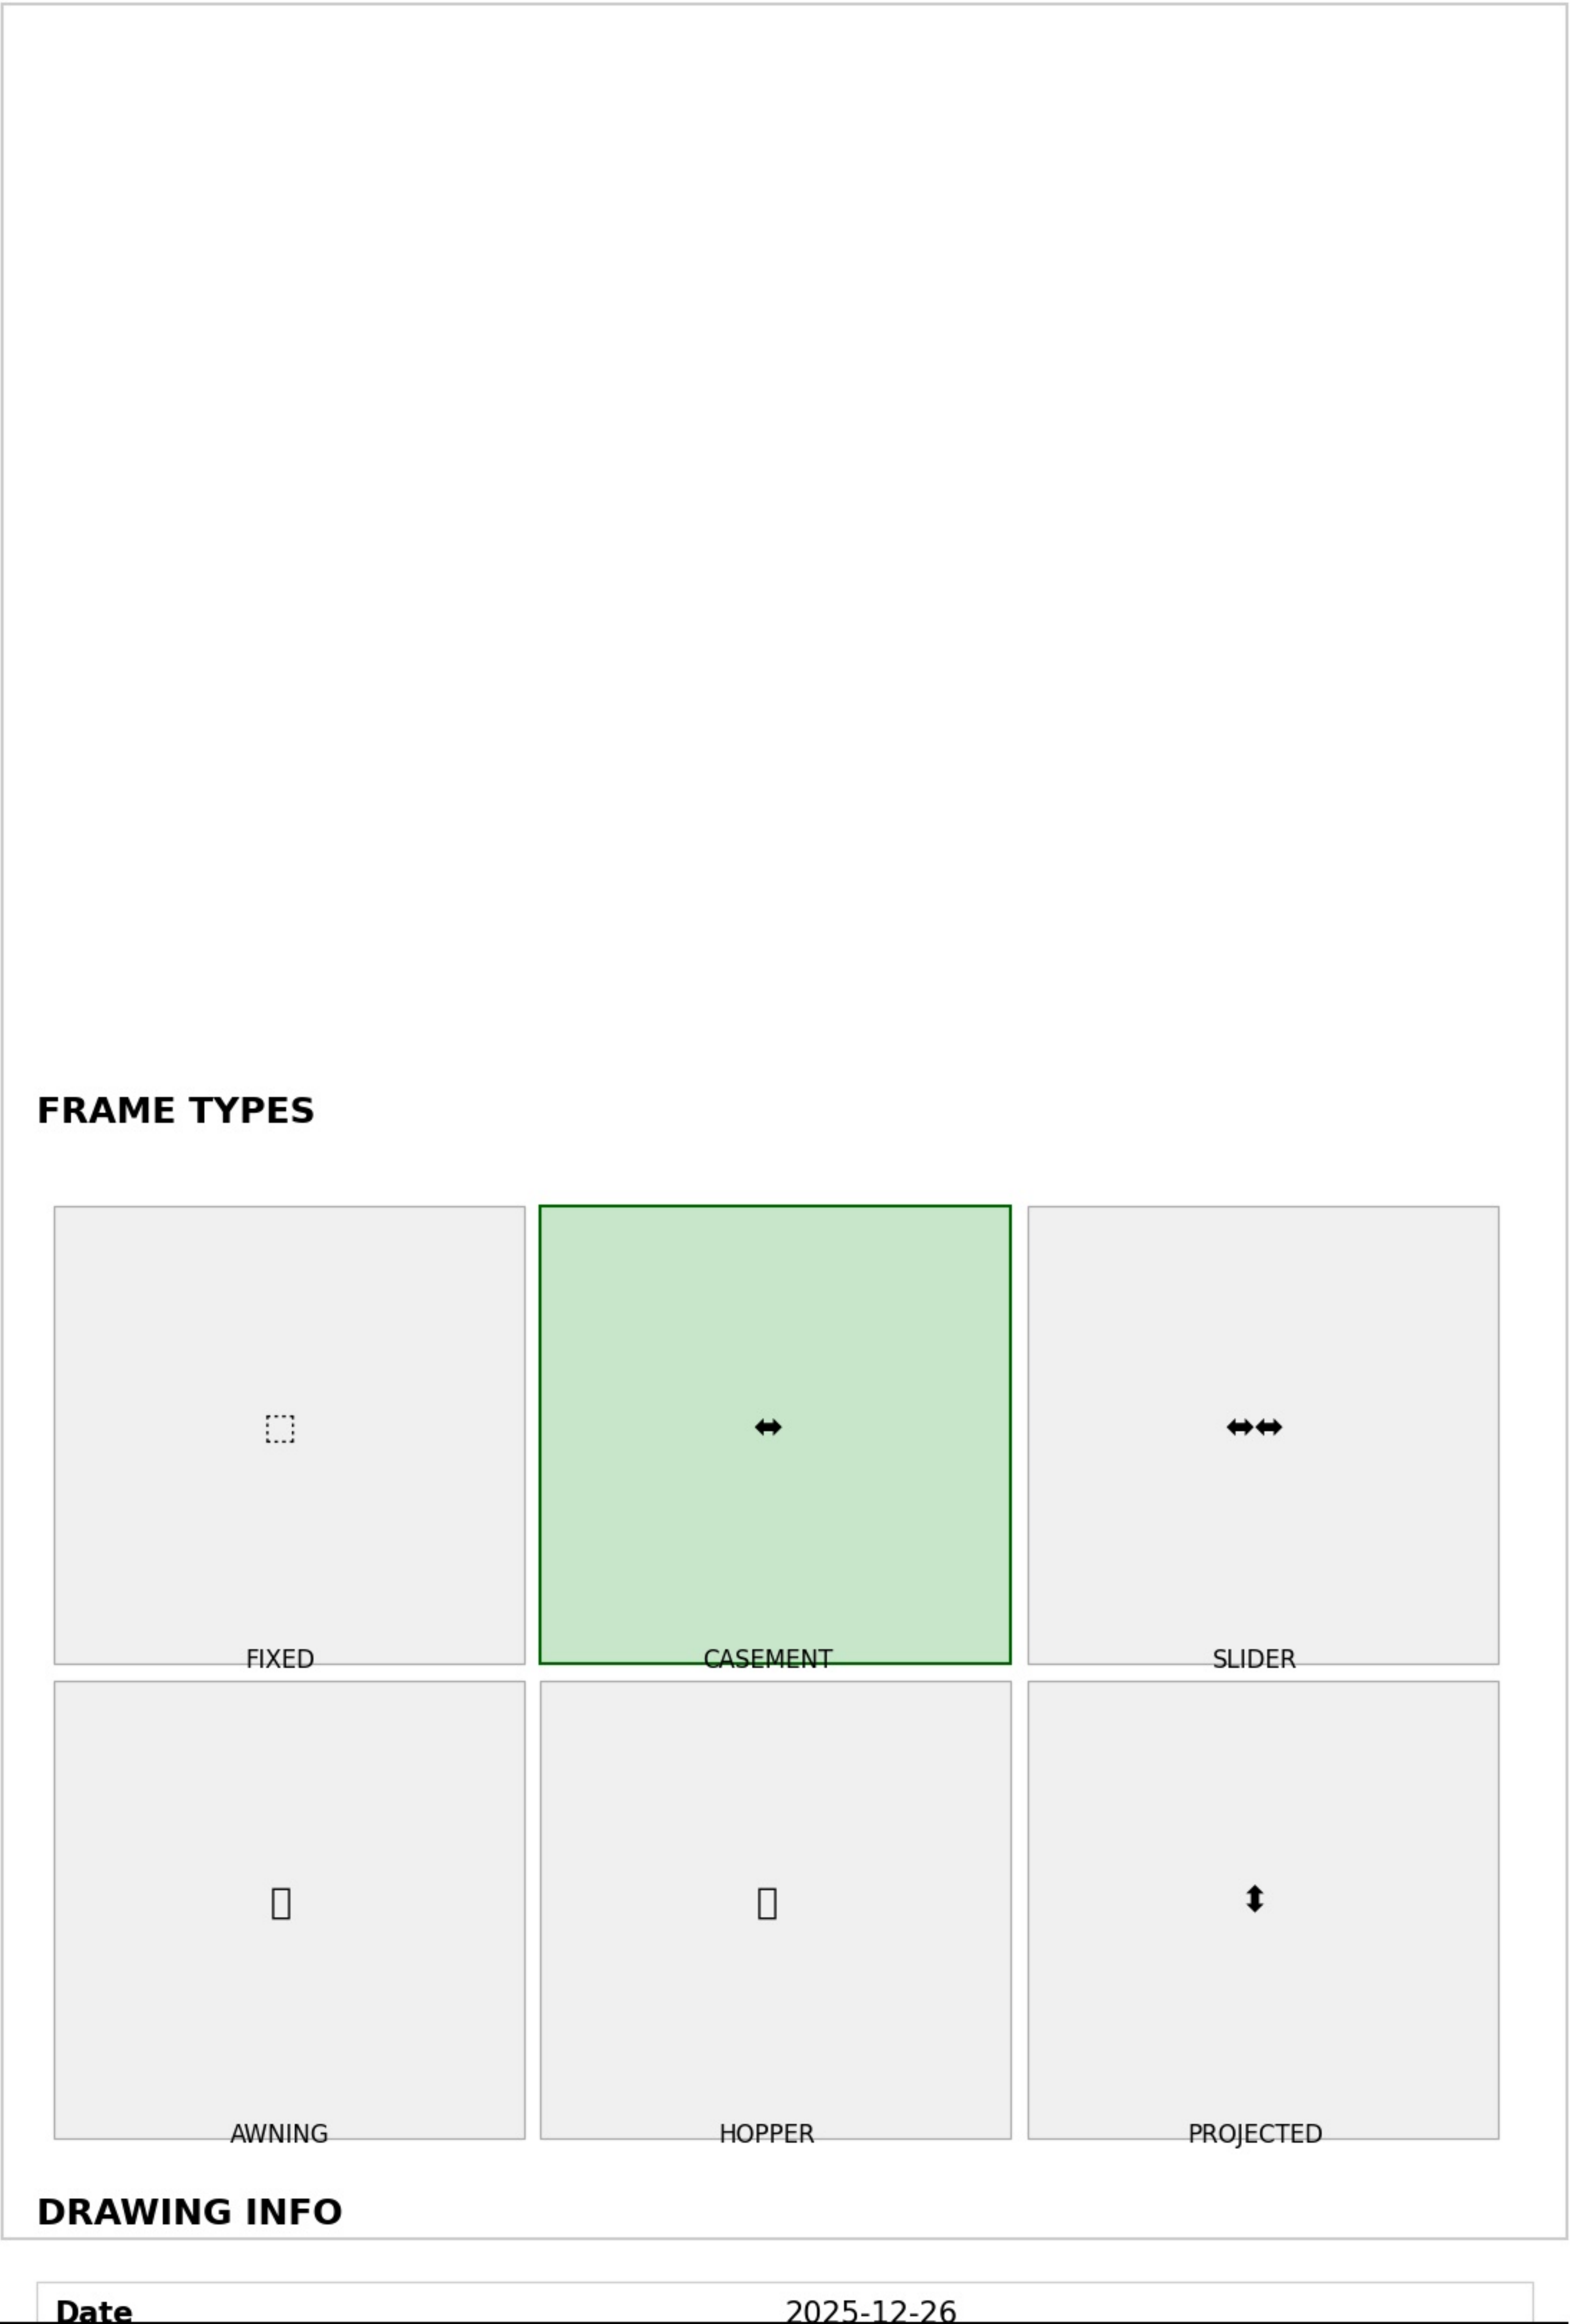 FRAME TYPES
FIXED CASEMENT SLIDER
AWNING HOPPER PROJECTED
DRAWING INFO
Date 2025-12-26